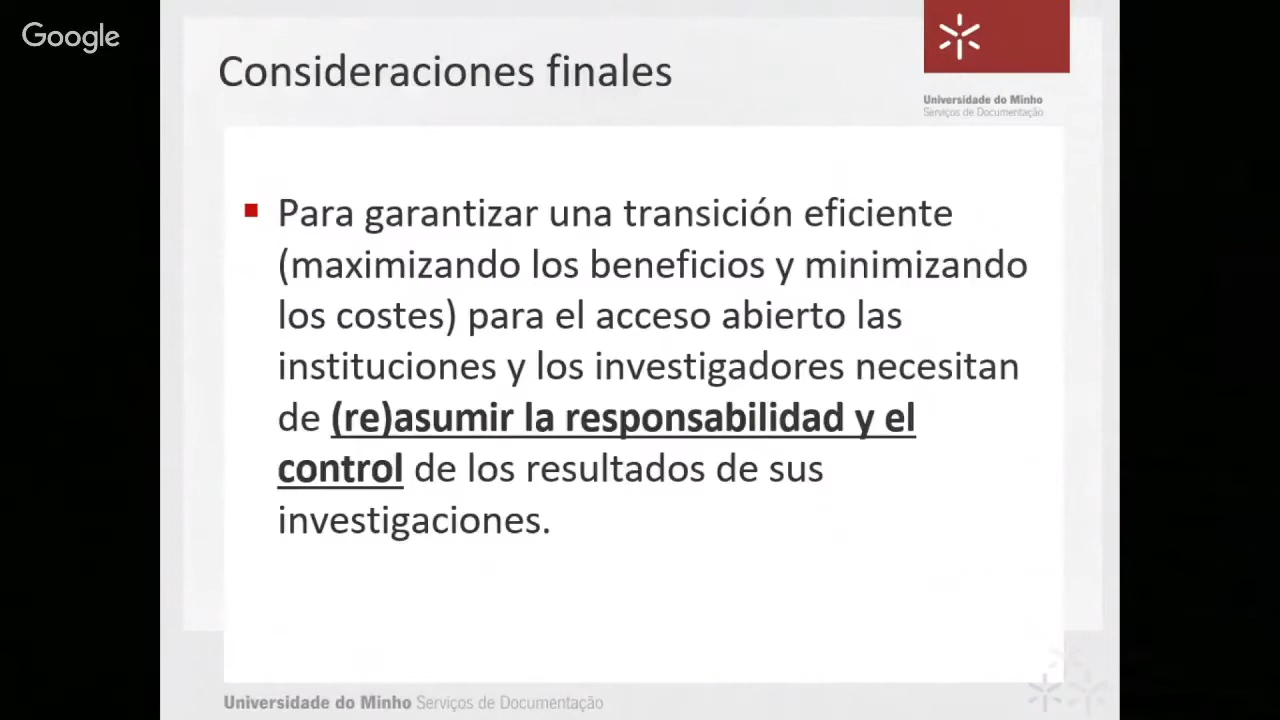 Google
Consideraciones finales
Universidade do Minho
Serviços de Documentação
Para garantizar una transición eficiente
(maximizando los beneficios y minimizando
los costes) para el acceso abierto las
instituciones y los investigadores necesitan
de (re)asumir la responsabilidad y el
control de los resultados de sus
investigaciones.
Universidade do Minho Serviços de Documentação